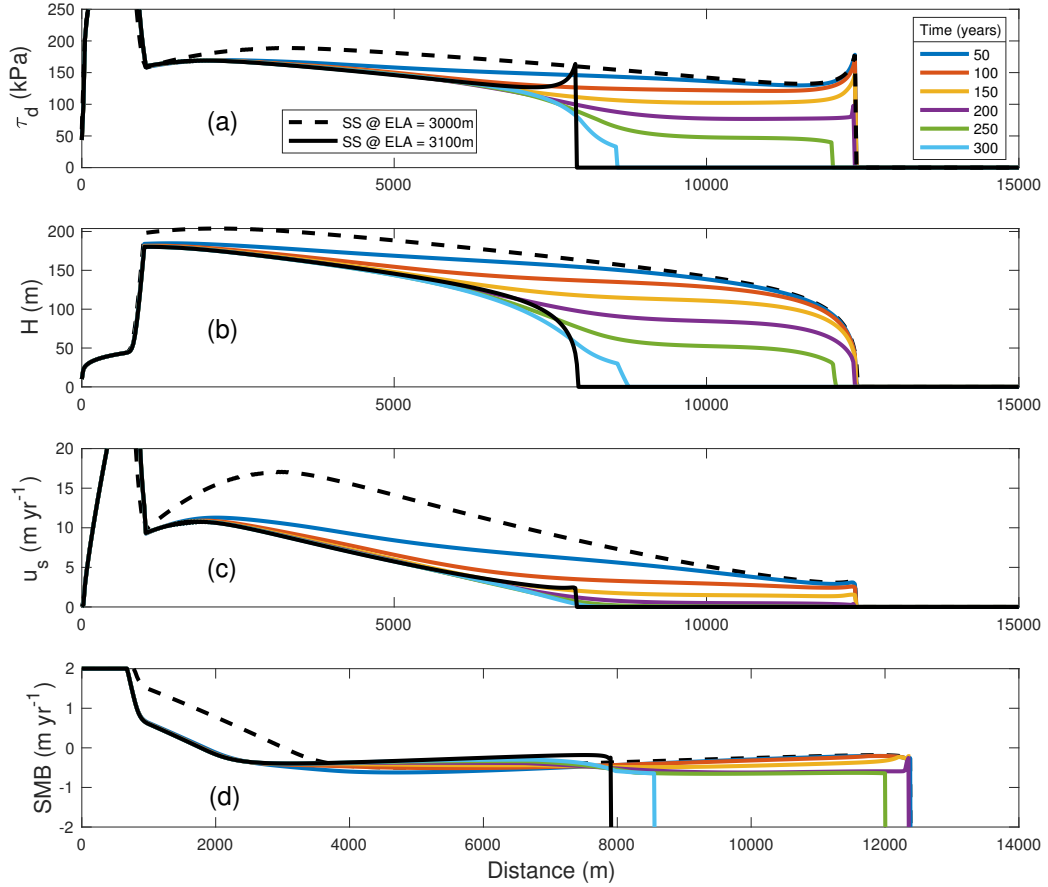 250
200
150
100
50
0
τd (kPa)
(a)
SS @ ELA = 3000m
SS @ ELA = 3100m
Time (years)
50
100
150
200
250
300
0 5000 10000 15000
200
150
100
50
0
H (m)
(b)
0 5000 10000 15000
20
15
10
5
0
us (m yr-1)
(c)
0 5000 10000 15000
2
1
0
-1
-2
SMB (m yr-1)
(d)
0 2000 4000 6000 8000 10000 12000 14000
Distance (m)